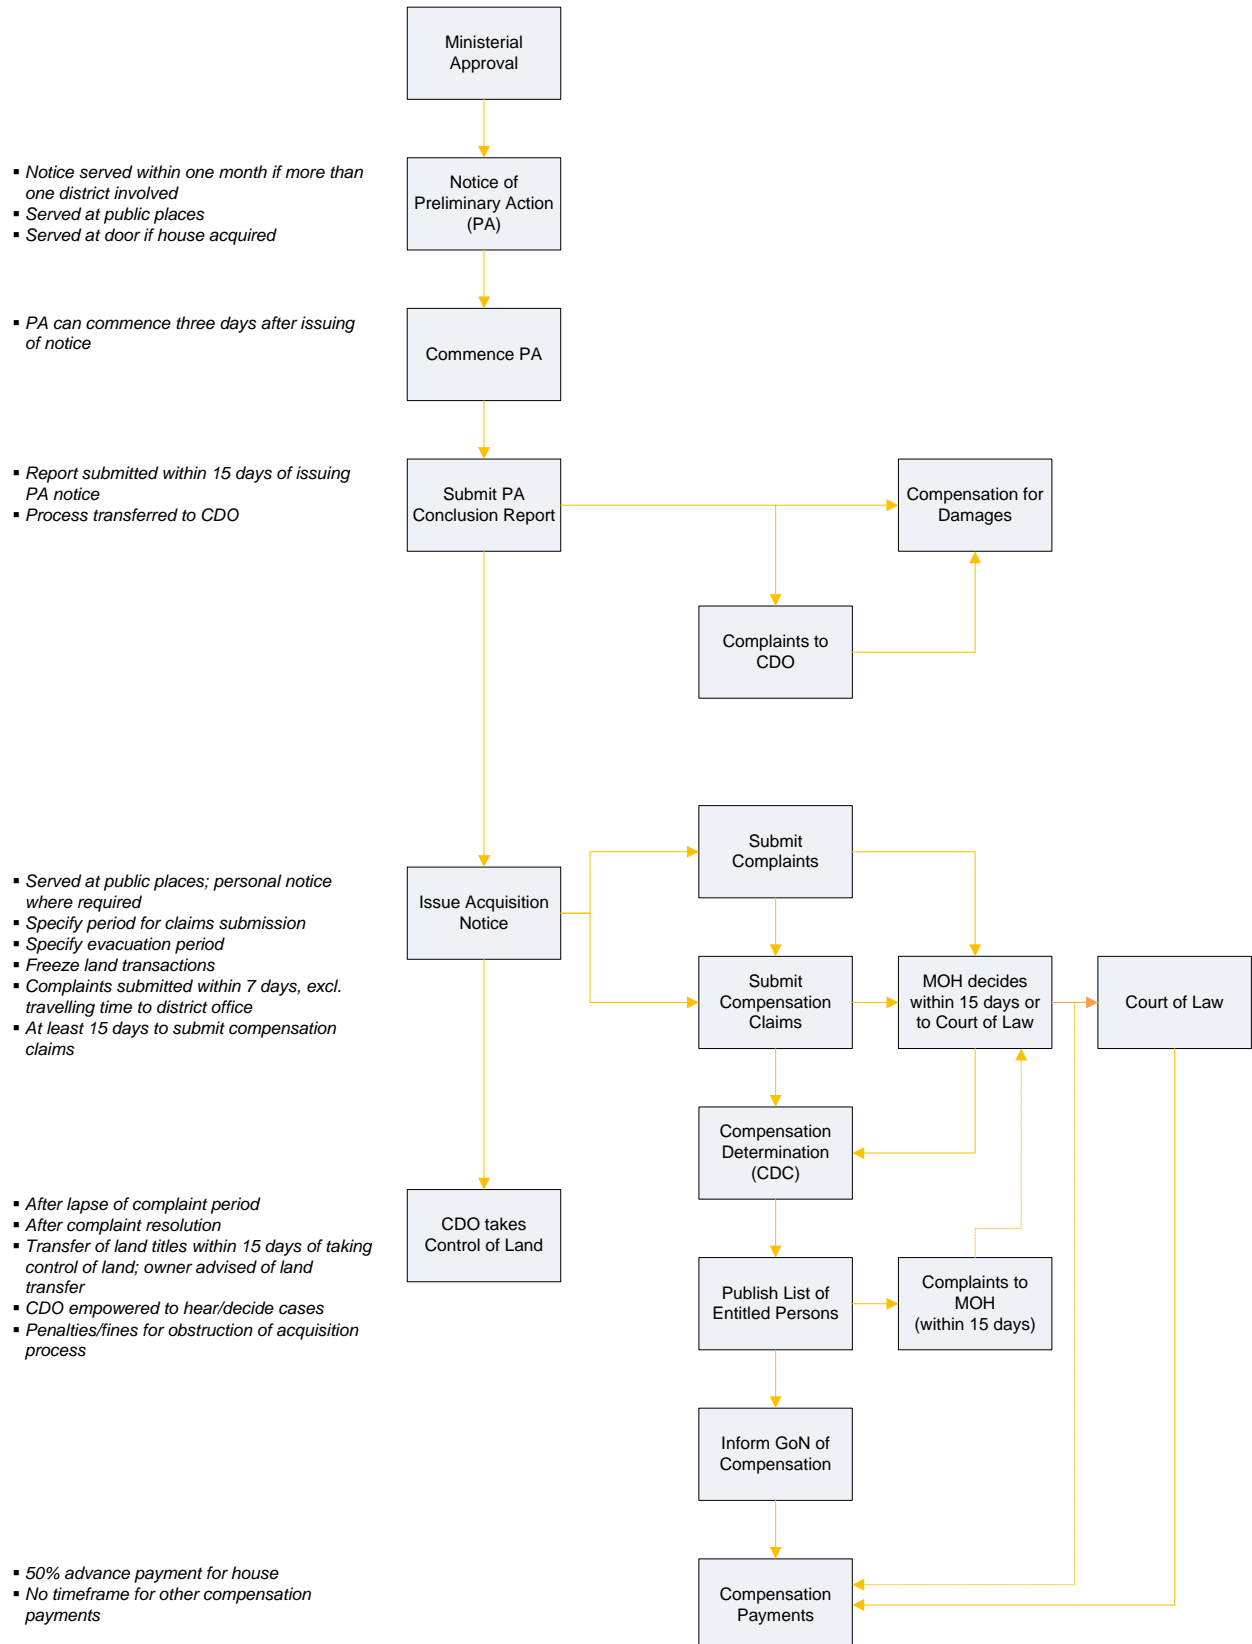 Ministerial
Approval
▪ Notice served within one month if more than
one district involved
▪ Served at public places
▪ Served at door if house acquired
Notice of
Preliminary Action
(PA)
▪ PA can commence three days after issuing
of notice
Commence PA
▪ Report submitted within 15 days of issuing
PA notice
▪ Process transferred to CDO
Submit PA
Conclusion Report
Compensation for
Damages
Complaints to
CDO
Submit
Complaints
▪ Served at public places; personal notice
where required
▪ Specify period for claims submission
▪ Specify evacuation period
▪ Freeze land transactions
▪ Complaints submitted within 7 days, excl.
travelling time to district office
▪ At least 15 days to submit compensation
claims
Issue Acquisition
Notice
Submit
Compensation
Claims
MOH decides
within 15 days or
to Court of Law
Court of Law
Compensation
Determination
(CDC)
▪ After lapse of complaint period
▪ After complaint resolution
▪ Transfer of land titles within 15 days of taking
control of land; owner advised of land
transfer
▪ CDO empowered to hear/decide cases
▪ Penalties/fines for obstruction of acquisition
process
CDO takes
Control of Land
Publish List of
Entitled Persons
Complaints to
MOH
(within 15 days)
Inform GoN of
Compensation
▪ 50% advance payment for house
▪ No timeframe for other compensation
payments
Compensation
Payments